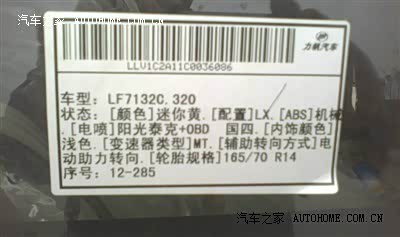 汽车之家 AUTOHOME.COM.CN
力帆汽车
LLV1C2A11C0036086
车型: LF7132C.320
状态: [颜色]迷你黄.[配置]LX.[ABS]机械
.[电喷]阳光泰克+OBD 国四.[内饰颜色]
浅色.[变速器类型]MT.[辅助转向方式]电
动助力转向.[轮胎规格]165/70 R14
序号: 12-285
汽车之家 AUTOHOME.COM.CN